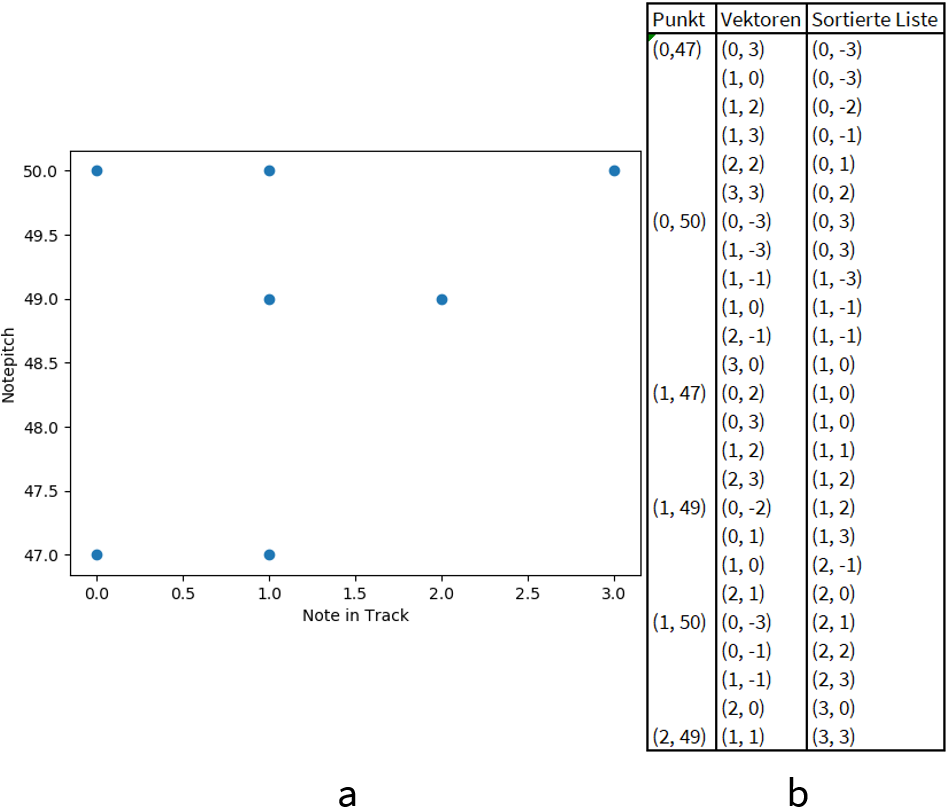 Punkt Vektoren Sortierte Liste
(0,47) (0, 3) (0, -3)
(1, 0) (0, -3)
(1, 2) (0, -2)
(1, 3) (0, -1)
(2, 2) (0, 1)
(3, 3) (0, 2)
(0, 50) (0, -3) (0, 3)
(1, -3) (0, 3)
(1, -1) (1, -3)
(1, 0) (1, -1)
(2, -1) (1, -1)
(3, 0) (1, 0)
(1, 47) (0, 2) (1, 0)
(0, 3) (1, 0)
(1, 2) (1, 1)
(2, 3) (1, 2)
(1, 49) (0, -2) (1, 2)
(0, 1) (1, 3)
(1, 0) (2, -1)
(2, 1) (2, 0)
(1, 50) (0, -3) (2, 1)
(0, -1) (2, 2)
(1, -1) (2, 3)
(2, 0) (3, 0)
(2, 49) (1, 1) (3, 3)
50.0
49.5
49.0
48.5
48.0
47.5
47.0
Notepitch
0.0 0.5 1.0 1.5 2.0 2.5 3.0
Note in Track
a
b